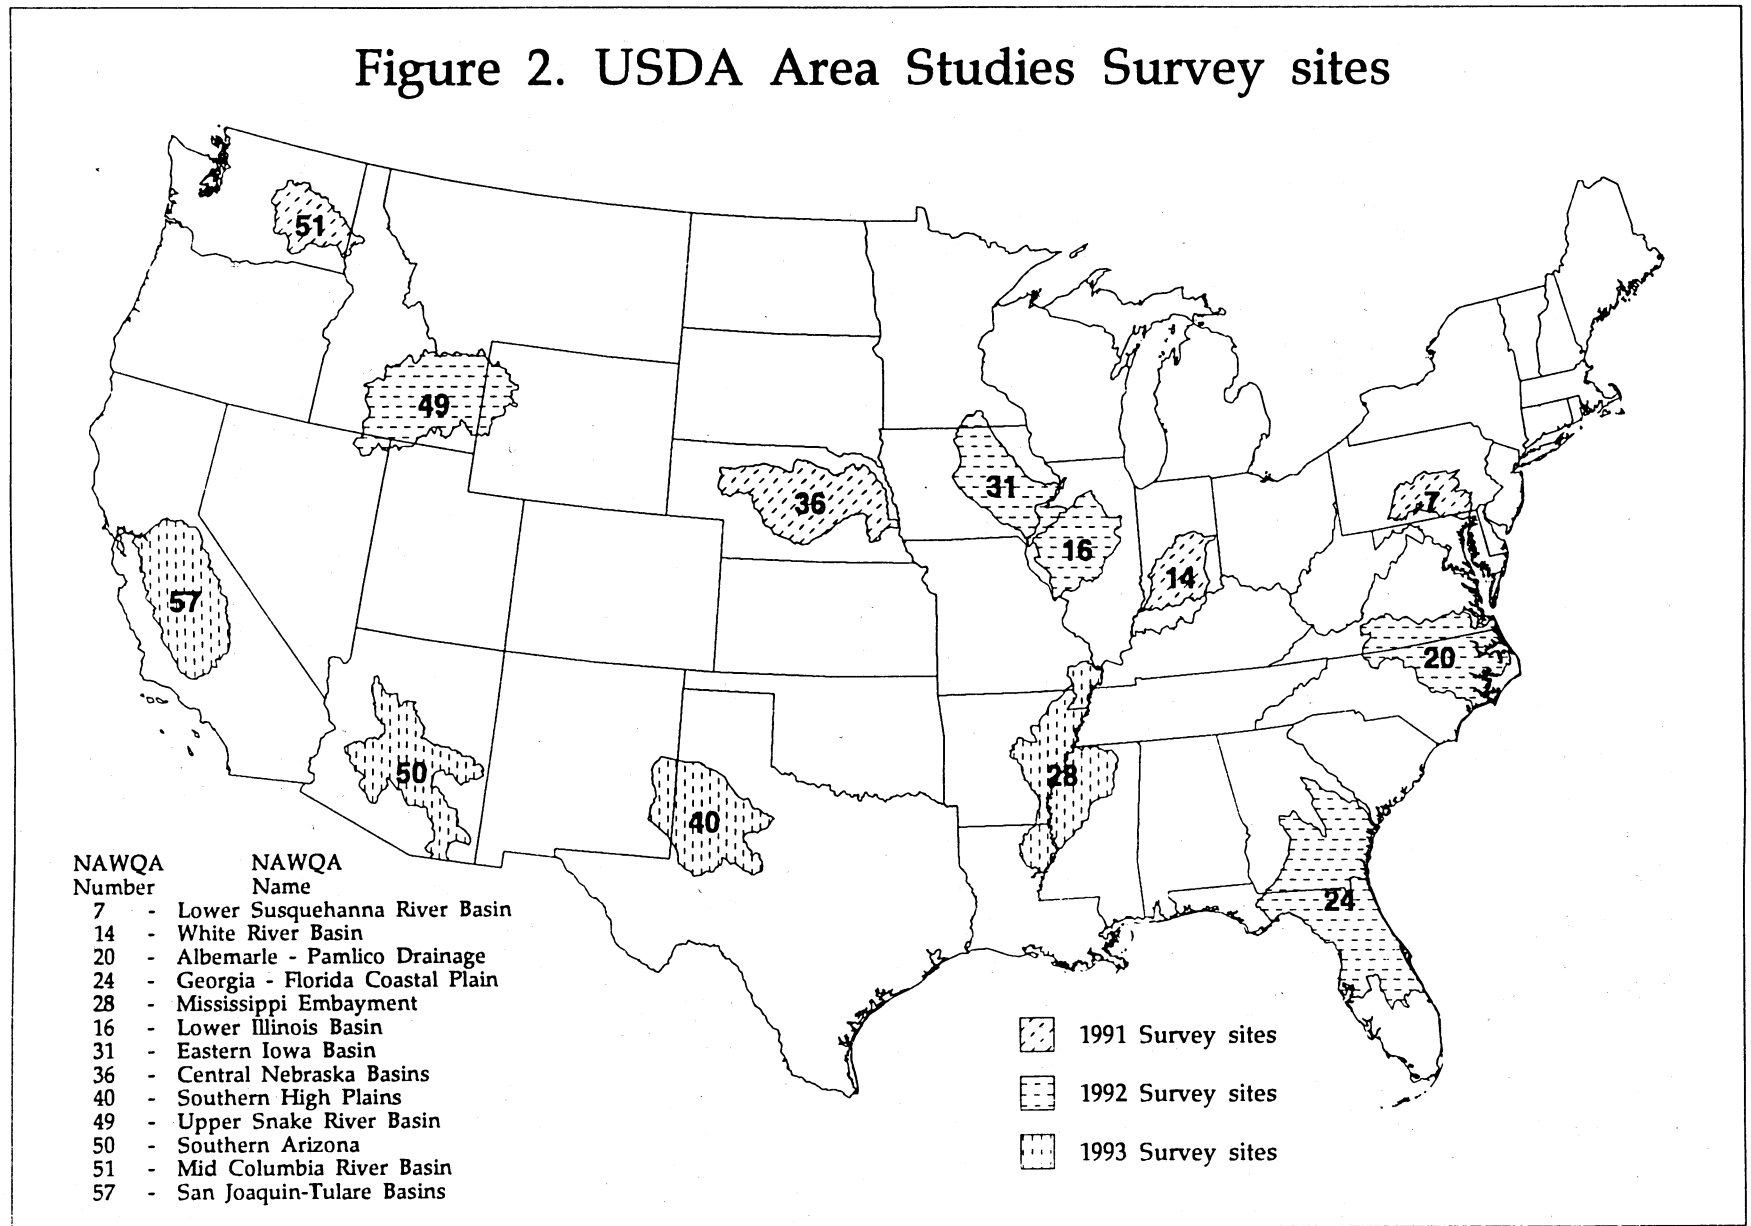 Figure 2. USDA Area Studies Survey sites
51
49
36
31
16
14
7
57
20
50
40
28
24
NAWQA NAWQA
Number Name
7 - Lower Susquehanna River Basin
14 - White River Basin
20 - Albemarle - Pamlico Drainage
24 - Georgia - Florida Coastal Plain
28 - Mississippi Embayment
16 - Lower Illinois Basin
31 - Eastern Iowa Basin
36 - Central Nebraska Basins
40 - Southern High Plains
49 - Upper Snake River Basin
50 - Southern Arizona
51 - Mid Columbia River Basin
57 - San Joaquin-Tulare Basins
1991 Survey sites
1992 Survey sites
1993 Survey sites